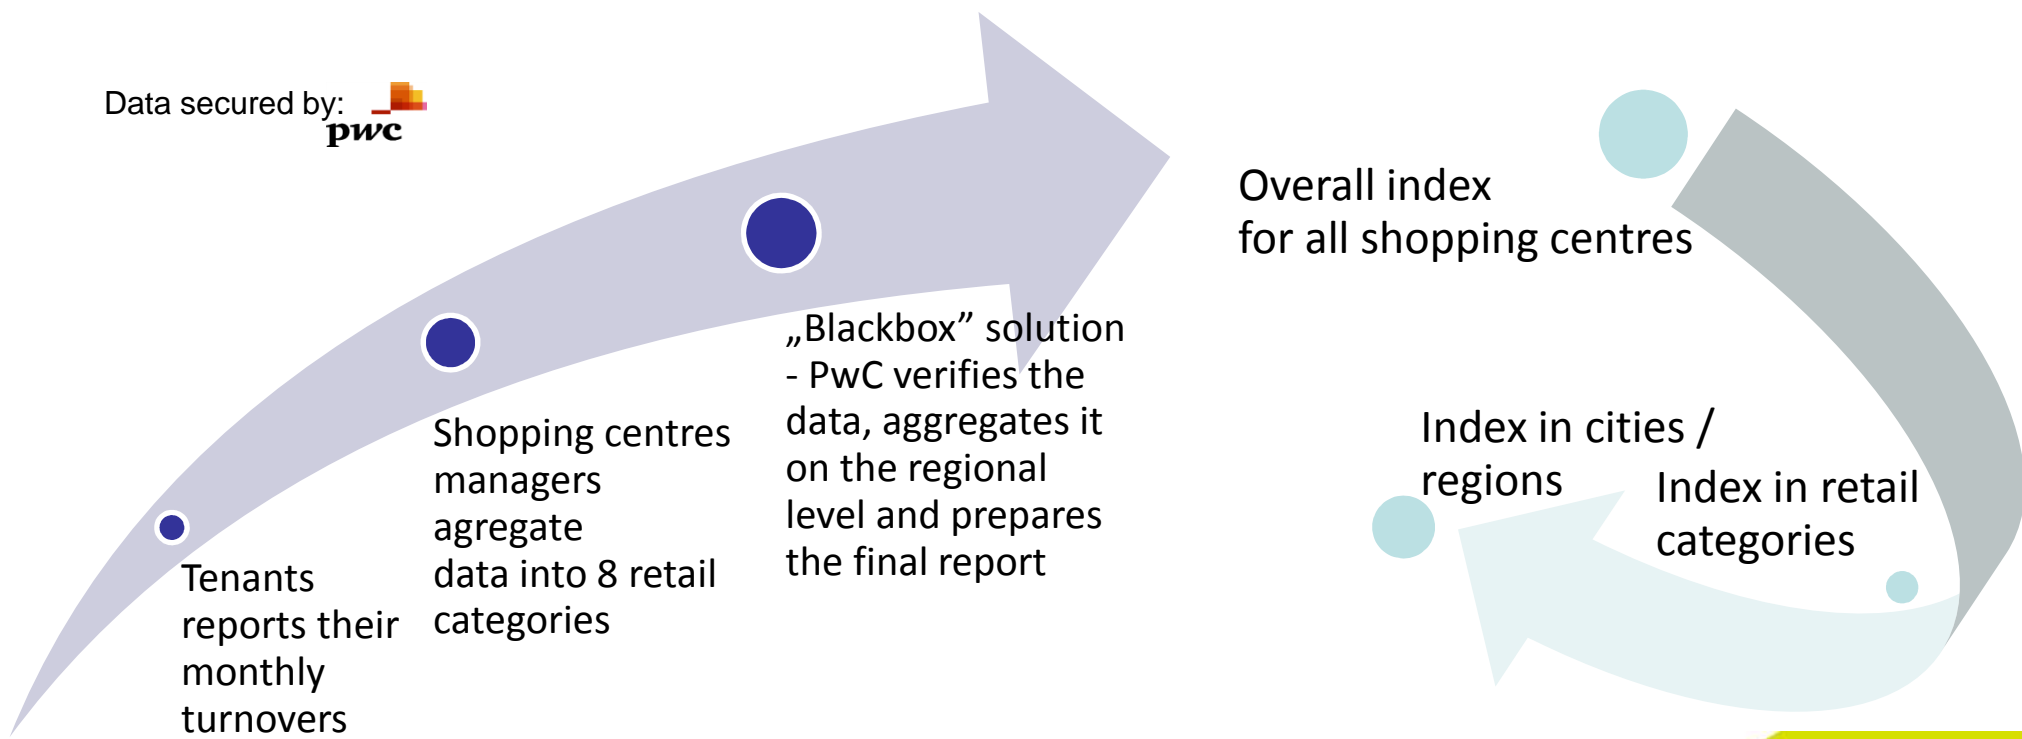 Data secured by:
pwc
Tenants
reports their
monthly
turnovers
Shopping centres
managers
agregate
data into 8 retail
categories
„Blackbox” solution
- PwC verifies the
data, aggregates it
on the regional
level and prepares
the final report
Overall index
for all shopping centres
Index in cities /
regions
Index in retail
categories